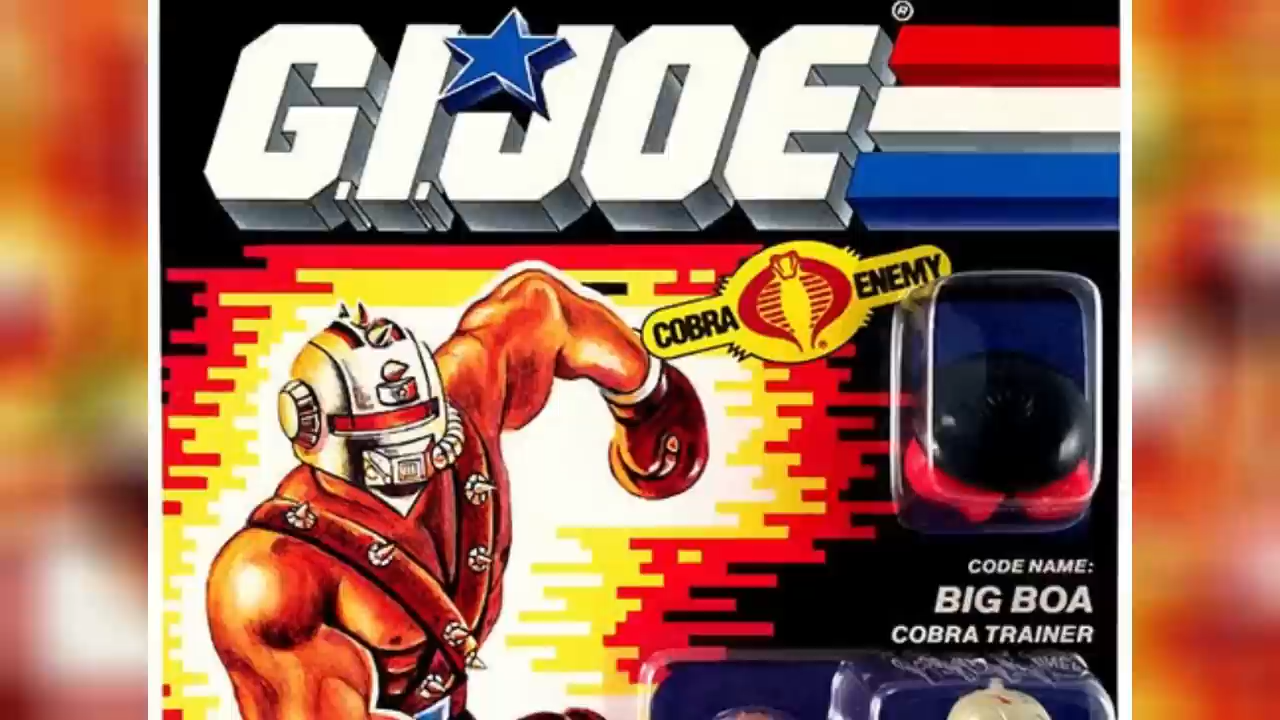 G.I.JOE ®
COBRA ENEMY
CODE NAME:
BIG BOA
COBRA TRAINER